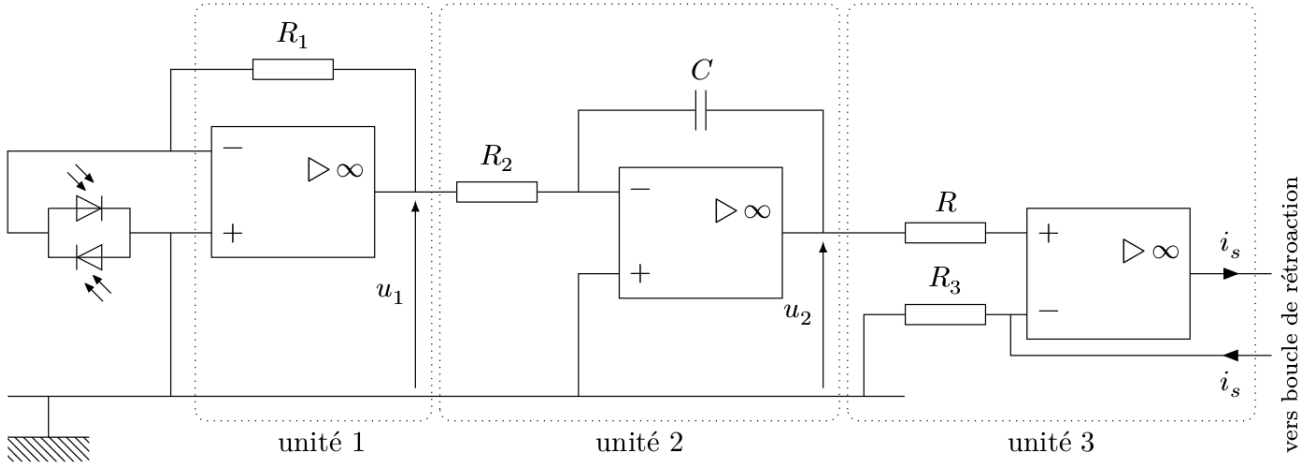 R₁
C
− ▷ ∞
R₂
− ▷ ∞
R
+
+ ▷ ∞
iₛ
+
u₁
R₃
−
u₂
iₛ
vers boucle de rétroaction
unité 1
unité 2
unité 3